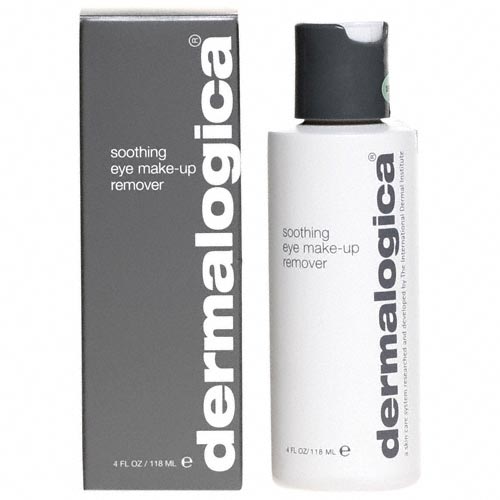 soothing
eye make-up
remover
dermalogica®
4 FL OZ/118 ML ℮
soothing
eye make-up
remover
dermalogica®
a skin care system researched and developed by The International Dermal Institute
4 FL OZ/118 ML ℮